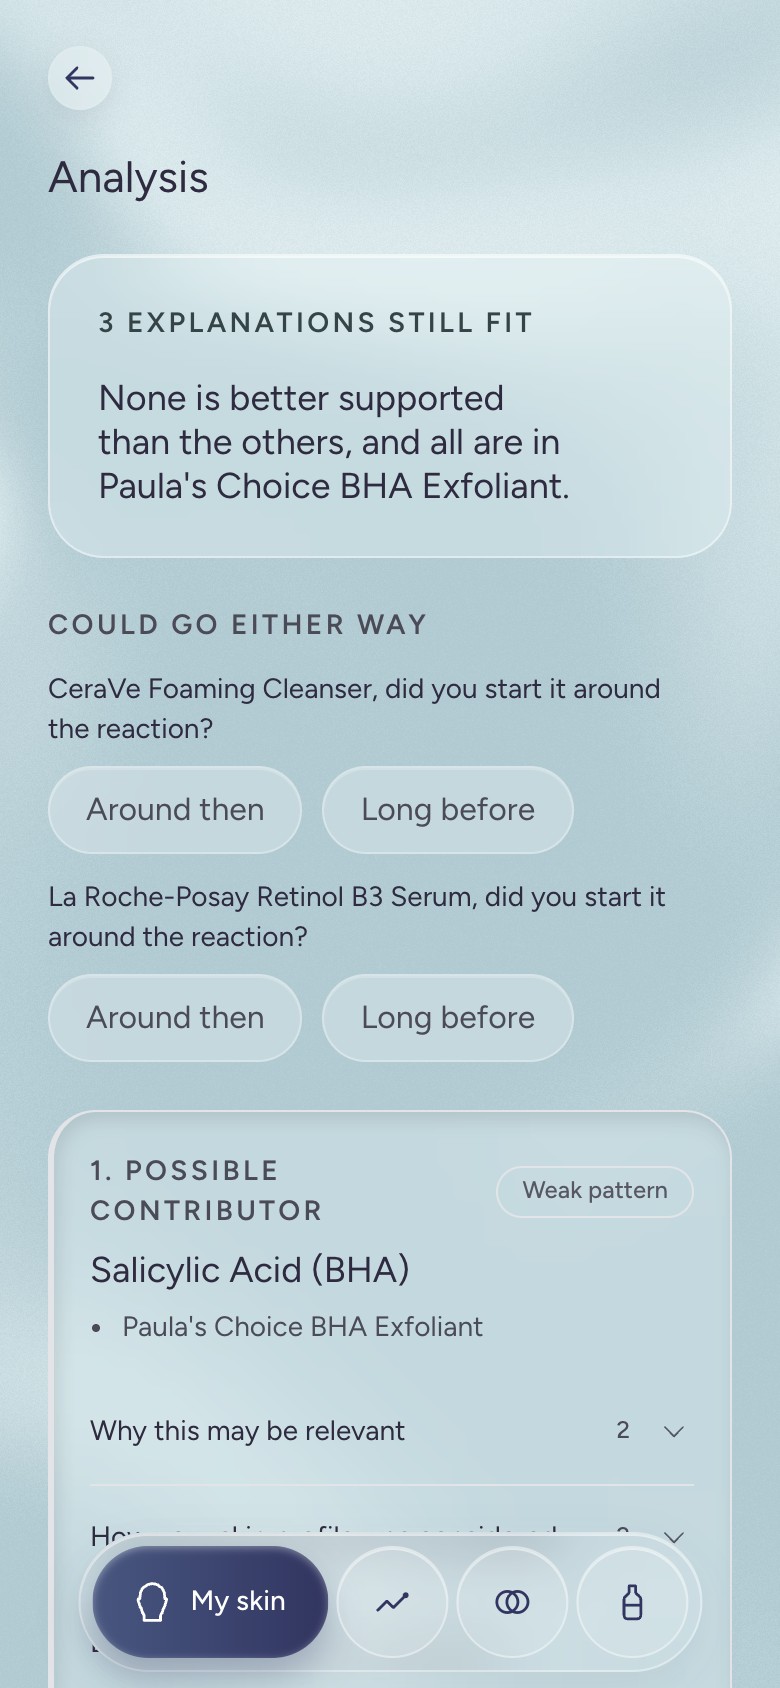 Analysis
3 EXPLANATIONS STILL FIT
None is better supported
than the others, and all are in
Paula's Choice BHA Exfoliant.
COULD GO EITHER WAY
CeraVe Foaming Cleanser, did you start it around
the reaction?
Around then
Long before
La Roche-Posay Retinol B3 Serum, did you start it
around the reaction?
Around then
Long before
1. POSSIBLE
CONTRIBUTOR
Weak pattern
Salicylic Acid (BHA)
• Paula's Choice BHA Exfoliant
Why this may be relevant 2
My skin